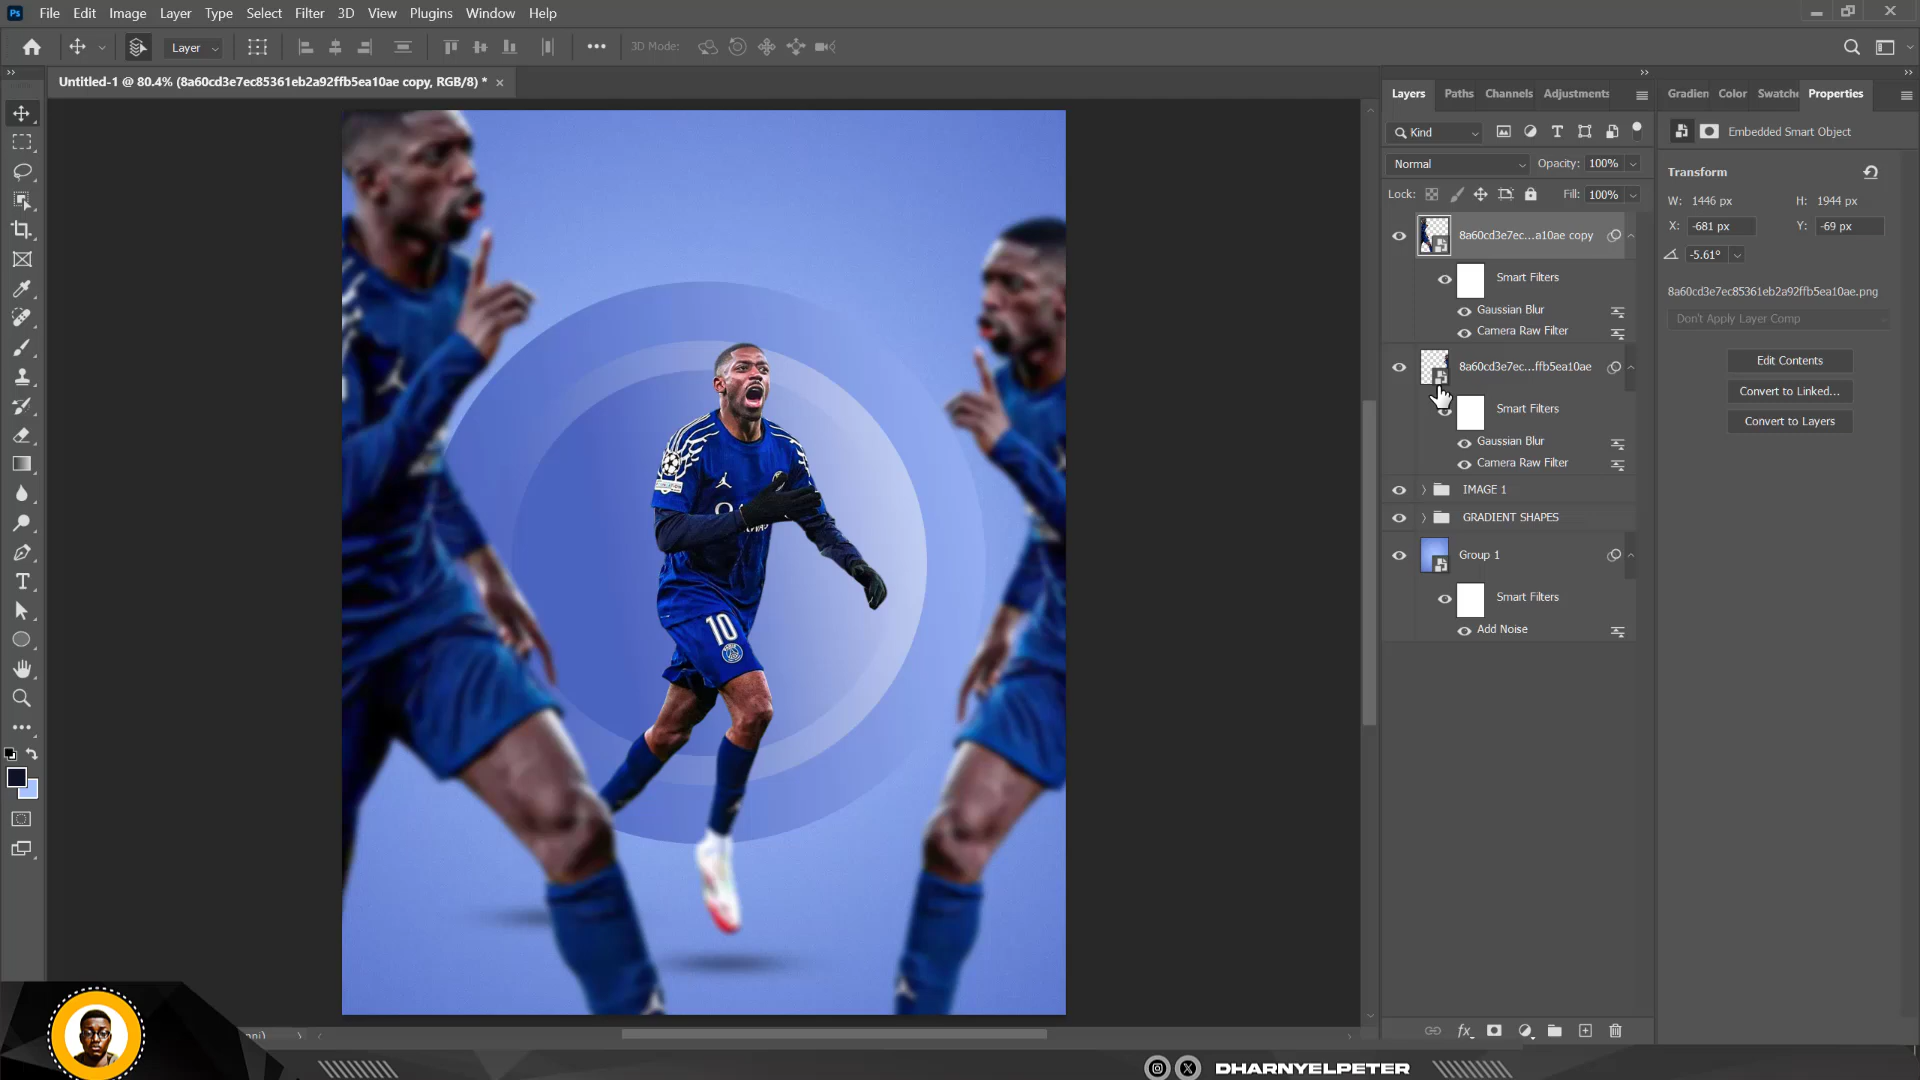 Ps File Edit Image Layer Type Select Filter 3D View Plugins Window Help
Layer 3D Mode:
Untitled-1 @ 80.4% (8a60cd3e7ec85361eb2a92ffb5ea10ae copy, RGB/8) *
Layers Paths Channels Adjustments
Gradien Color Swatche Properties
Kind
Embedded Smart Object
Normal Opacity: 100%
Transform
Lock: Fill: 100%
W: 1446 px H: 1944 px
X: -681 px Y: -69 px
-5.61°
8a60cd3e7ec85361eb2a92ffb5ea10ae.png
Don't Apply Layer Comp
Edit Contents
Convert to Linked...
Convert to Layers
8a60cd3e7ec...a10ae copy
Smart Filters
Gaussian Blur
Camera Raw Filter
8a60cd3e7ec...ffb5ea10ae
Smart Filters
Gaussian Blur
Camera Raw Filter
IMAGE 1
GRADIENT SHAPES
Group 1
Smart Filters
Add Noise
10
fx
DHARNYELPETER